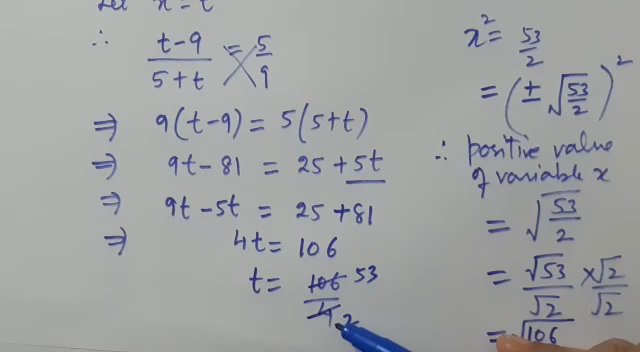 Let x² = t
∴ (t-9)/(5+t) = 5/9
⇒ 9(t-9) = 5(5+t)
⇒ 9t - 81 = 25 + 5t
⇒ 9t - 5t = 25 + 81
⇒ 4t = 106
t = 106/4 53/2
x² = 53/2
= (± √(53/2))²
∴ positive value
of variable x
= √(53/2)
= √53/√2 × √2/√2
= √106